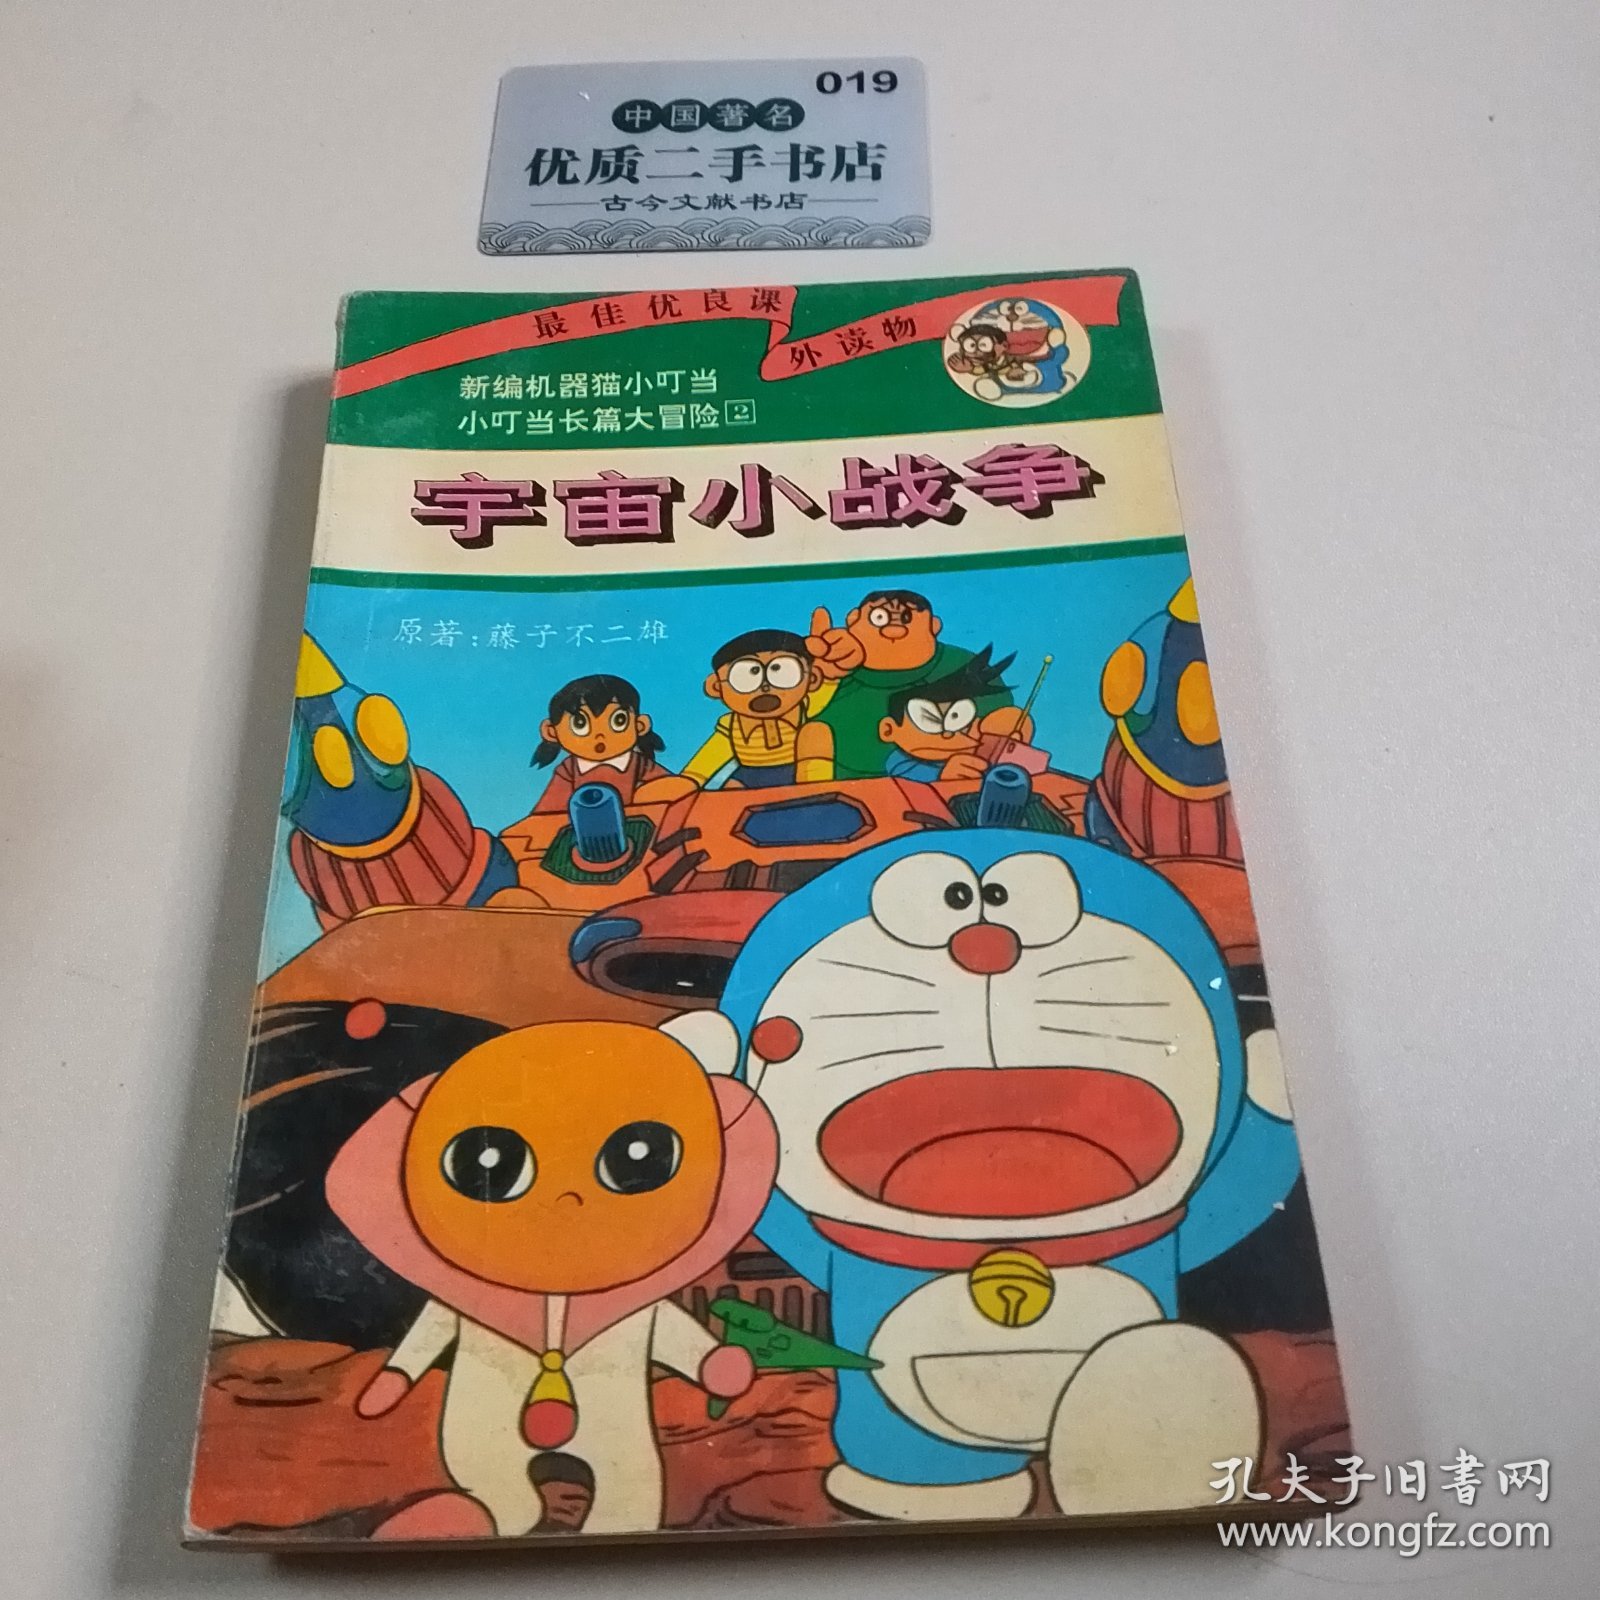 019
中国著名
优质二手书店
古今文献书店
最佳优良课
外读物
新编机器猫小叮当
小叮当长篇大冒险2
宇宙小战争
原著:藤子不二雄
孔夫子旧书网
www.kongfz.com